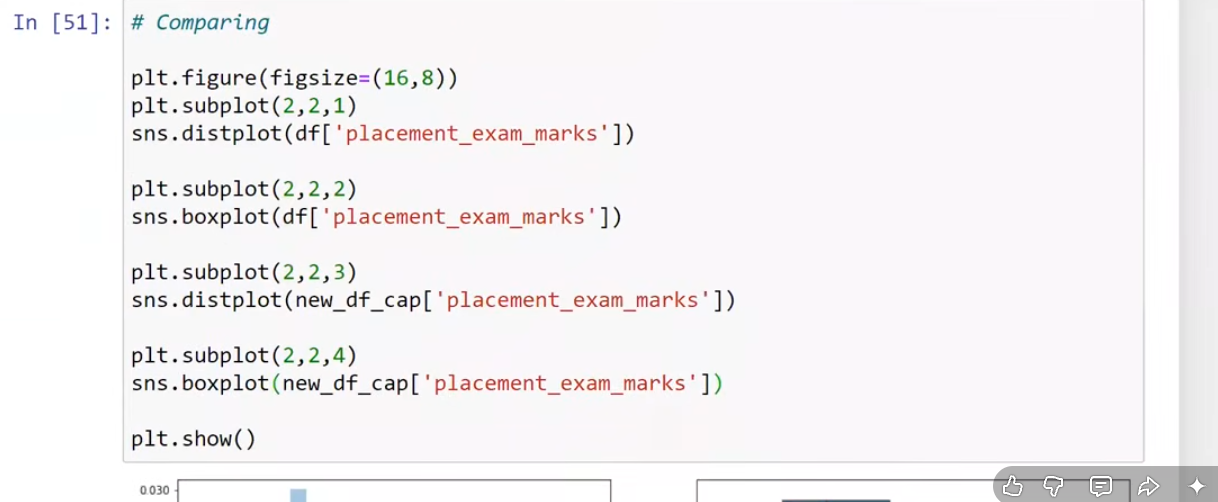 In [51]: # Comparing
plt.figure(figsize=(16,8))
plt.subplot(2,2,1)
sns.distplot(df['placement_exam_marks'])
plt.subplot(2,2,2)
sns.boxplot(df['placement_exam_marks'])
plt.subplot(2,2,3)
sns.distplot(new_df_cap['placement_exam_marks'])
plt.subplot(2,2,4)
sns.boxplot(new_df_cap['placement_exam_marks'])
plt.show()
0.030